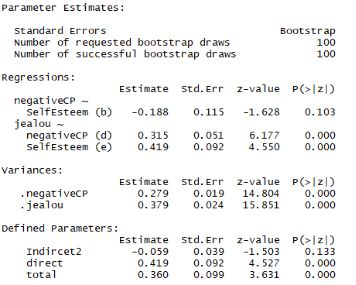 Parameter Estimates:
Standard Errors Bootstrap
Number of requested bootstrap draws 100
Number of successful bootstrap draws 100
Regressions:
Estimate Std.Err z-value P(>|z|)
negativeCP ~
SelfEsteem (b) -0.188 0.115 -1.628 0.103
jealou ~
negativeCP (d) 0.315 0.051 6.177 0.000
SelfEsteem (e) 0.419 0.092 4.550 0.000
Variances:
Estimate Std.Err z-value P(>|z|)
.negativeCP 0.279 0.019 14.804 0.000
.jealou 0.379 0.024 15.851 0.000
Defined Parameters:
Estimate Std.Err z-value P(>|z|)
Indircet2 -0.059 0.039 -1.503 0.133
direct 0.419 0.092 4.527 0.000
total 0.360 0.099 3.631 0.000